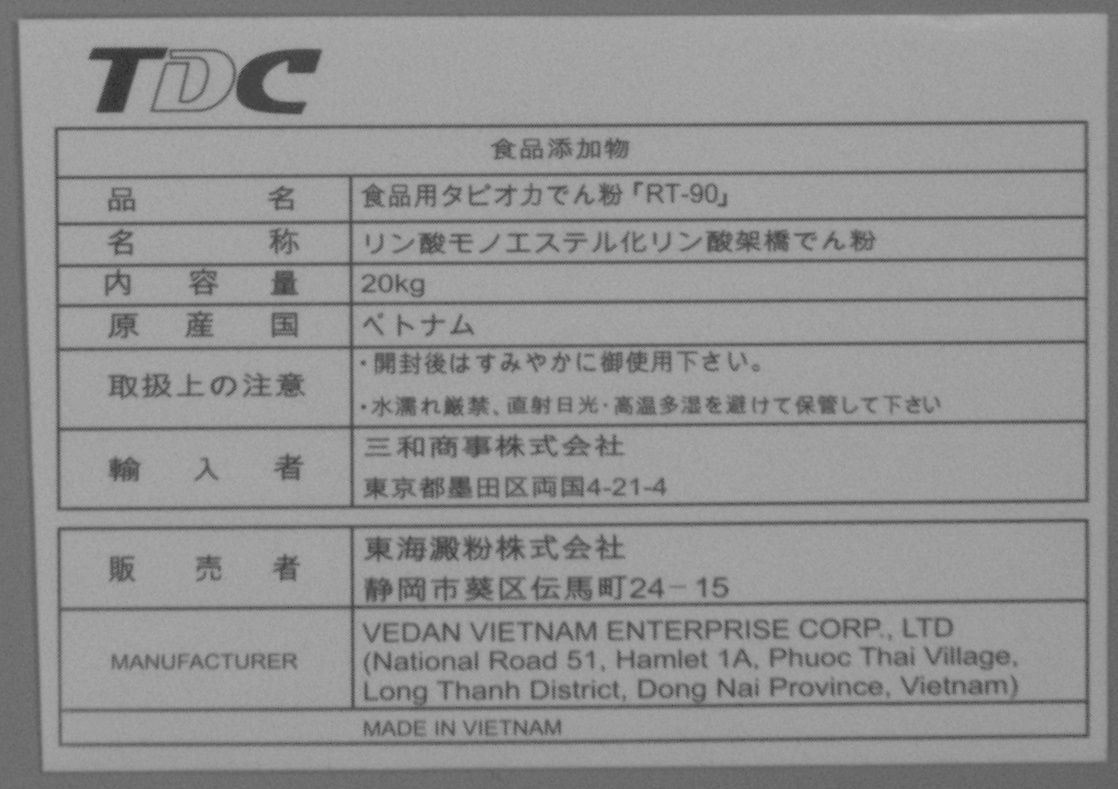 TDC
食品添加物
品名 食品用タピオカでん粉「RT-90」
名称 リン酸モノエステル化リン酸架橋でん粉
内容量 20kg
原産国 ベトナム
取扱上の注意 ・開封後はすみやかに御使用下さい。
・水濡れ厳禁、直射日光・高温多湿を避けて保管して下さい
輸入者 三和商事株式会社
東京都墨田区両国4-21-4
販売者 東海澱粉株式会社
静岡市葵区伝馬町24－15
MANUFACTURER VEDAN VIETNAM ENTERPRISE CORP., LTD
(National Road 51, Hamlet 1A, Phuoc Thai Village,
Long Thanh District, Dong Nai Province, Vietnam)
MADE IN VIETNAM